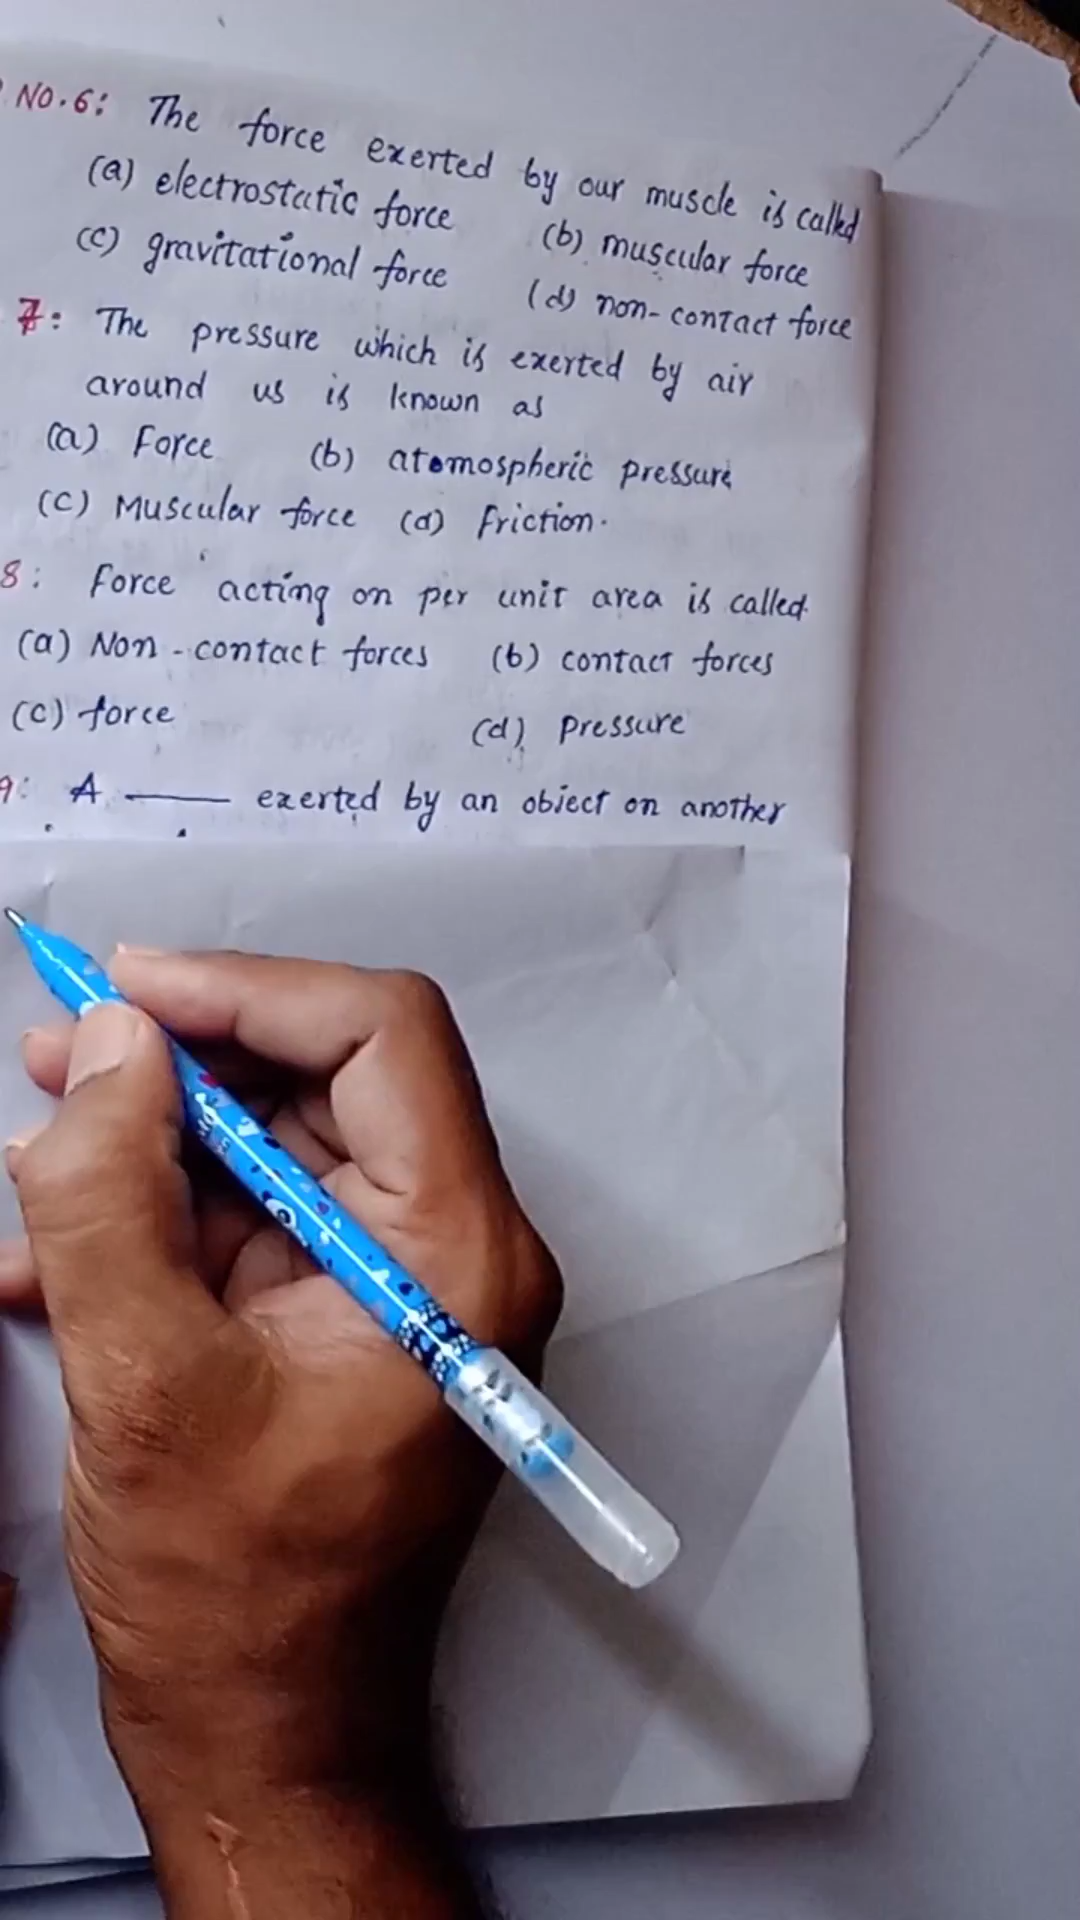 No.6: The force exerted by our muscle is called
(a) electrostatic force (b) muscular force
(c) gravitational force (d) non-contact force
7: The pressure which is exerted by air
around us is known as
(a) Force (b) atomospheric pressure
(c) Muscular force (d) Friction.
8: Force acting on per unit area is called.
(a) Non-contact forces (b) contact forces
(c) force (d) Pressure
9: A ____ exerted by an object on another